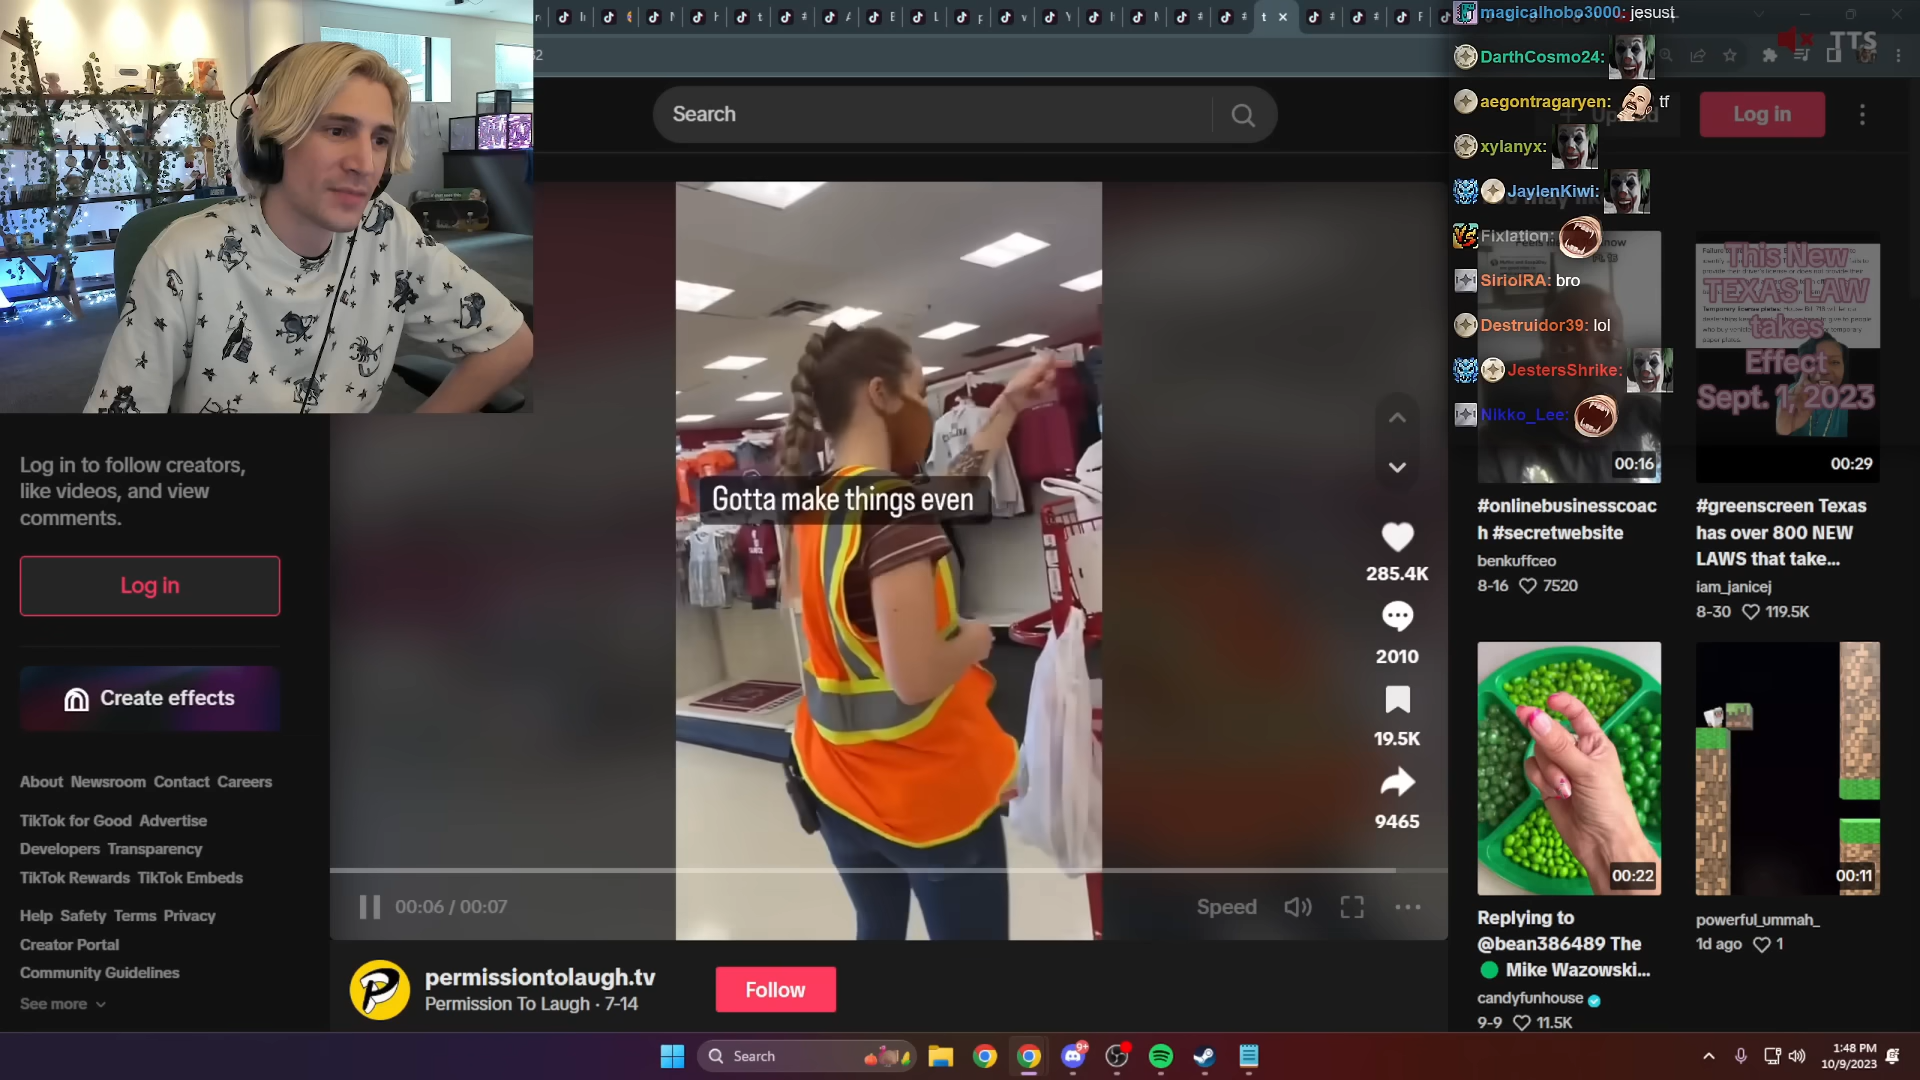 magicalhobo3000: jesust
DarthCosmo24:
aegontragaryen: tf
xylanyx:
JaylenKiwi:
Fixlation:
SirioIRA: bro
Destruidor39: lol
JestersShrike:
Nikko_Lee:
TTS
Search
Log in
Log in to follow creators,
like videos, and view
comments.
Log in
Create effects
About Newsroom Contact Careers
TikTok for Good Advertise
Developers Transparency
TikTok Rewards TikTok Embeds
Help Safety Terms Privacy
Creator Portal
Community Guidelines
See more
Gotta make things even
285.4K
2010
19.5K
9465
00:06 / 00:07
Speed
permissiontolaugh.tv
Permission To Laugh · 7-14
Follow
00:16
#onlinebusinesscoac
h #secretwebsite
benkuffceo
8-16 7520
This New
TEXAS LAW
takes
Effect
Sept. 1, 2023
00:29
#greenscreen Texas
has over 800 NEW
LAWS that take...
iam_janicej
8-30 119.5K
00:22
Replying to
@bean386489 The
Mike Wazowski...
candyfunhouse
9-9 11.5K
00:11
powerful_ummah_
1d ago 1
Search
9+
1:48 PM
10/9/2023